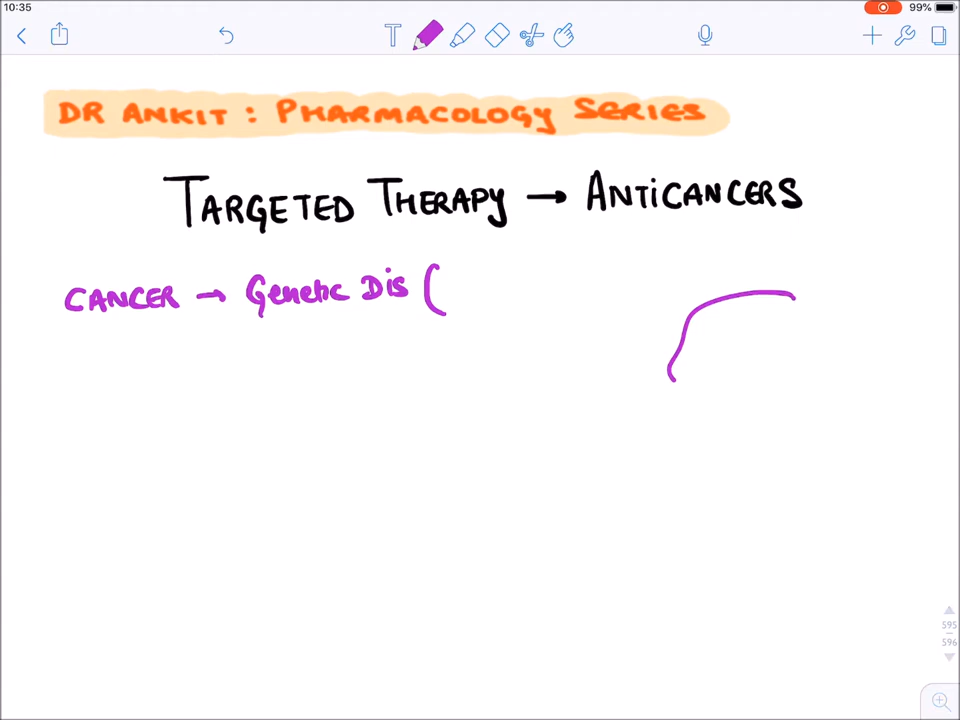 10:35
99%
DR ANKIT : PHARMACOLOGY SERIES
TARGETED THERAPY → ANTICANCERS
CANCER → Genetic Dis (
595
596